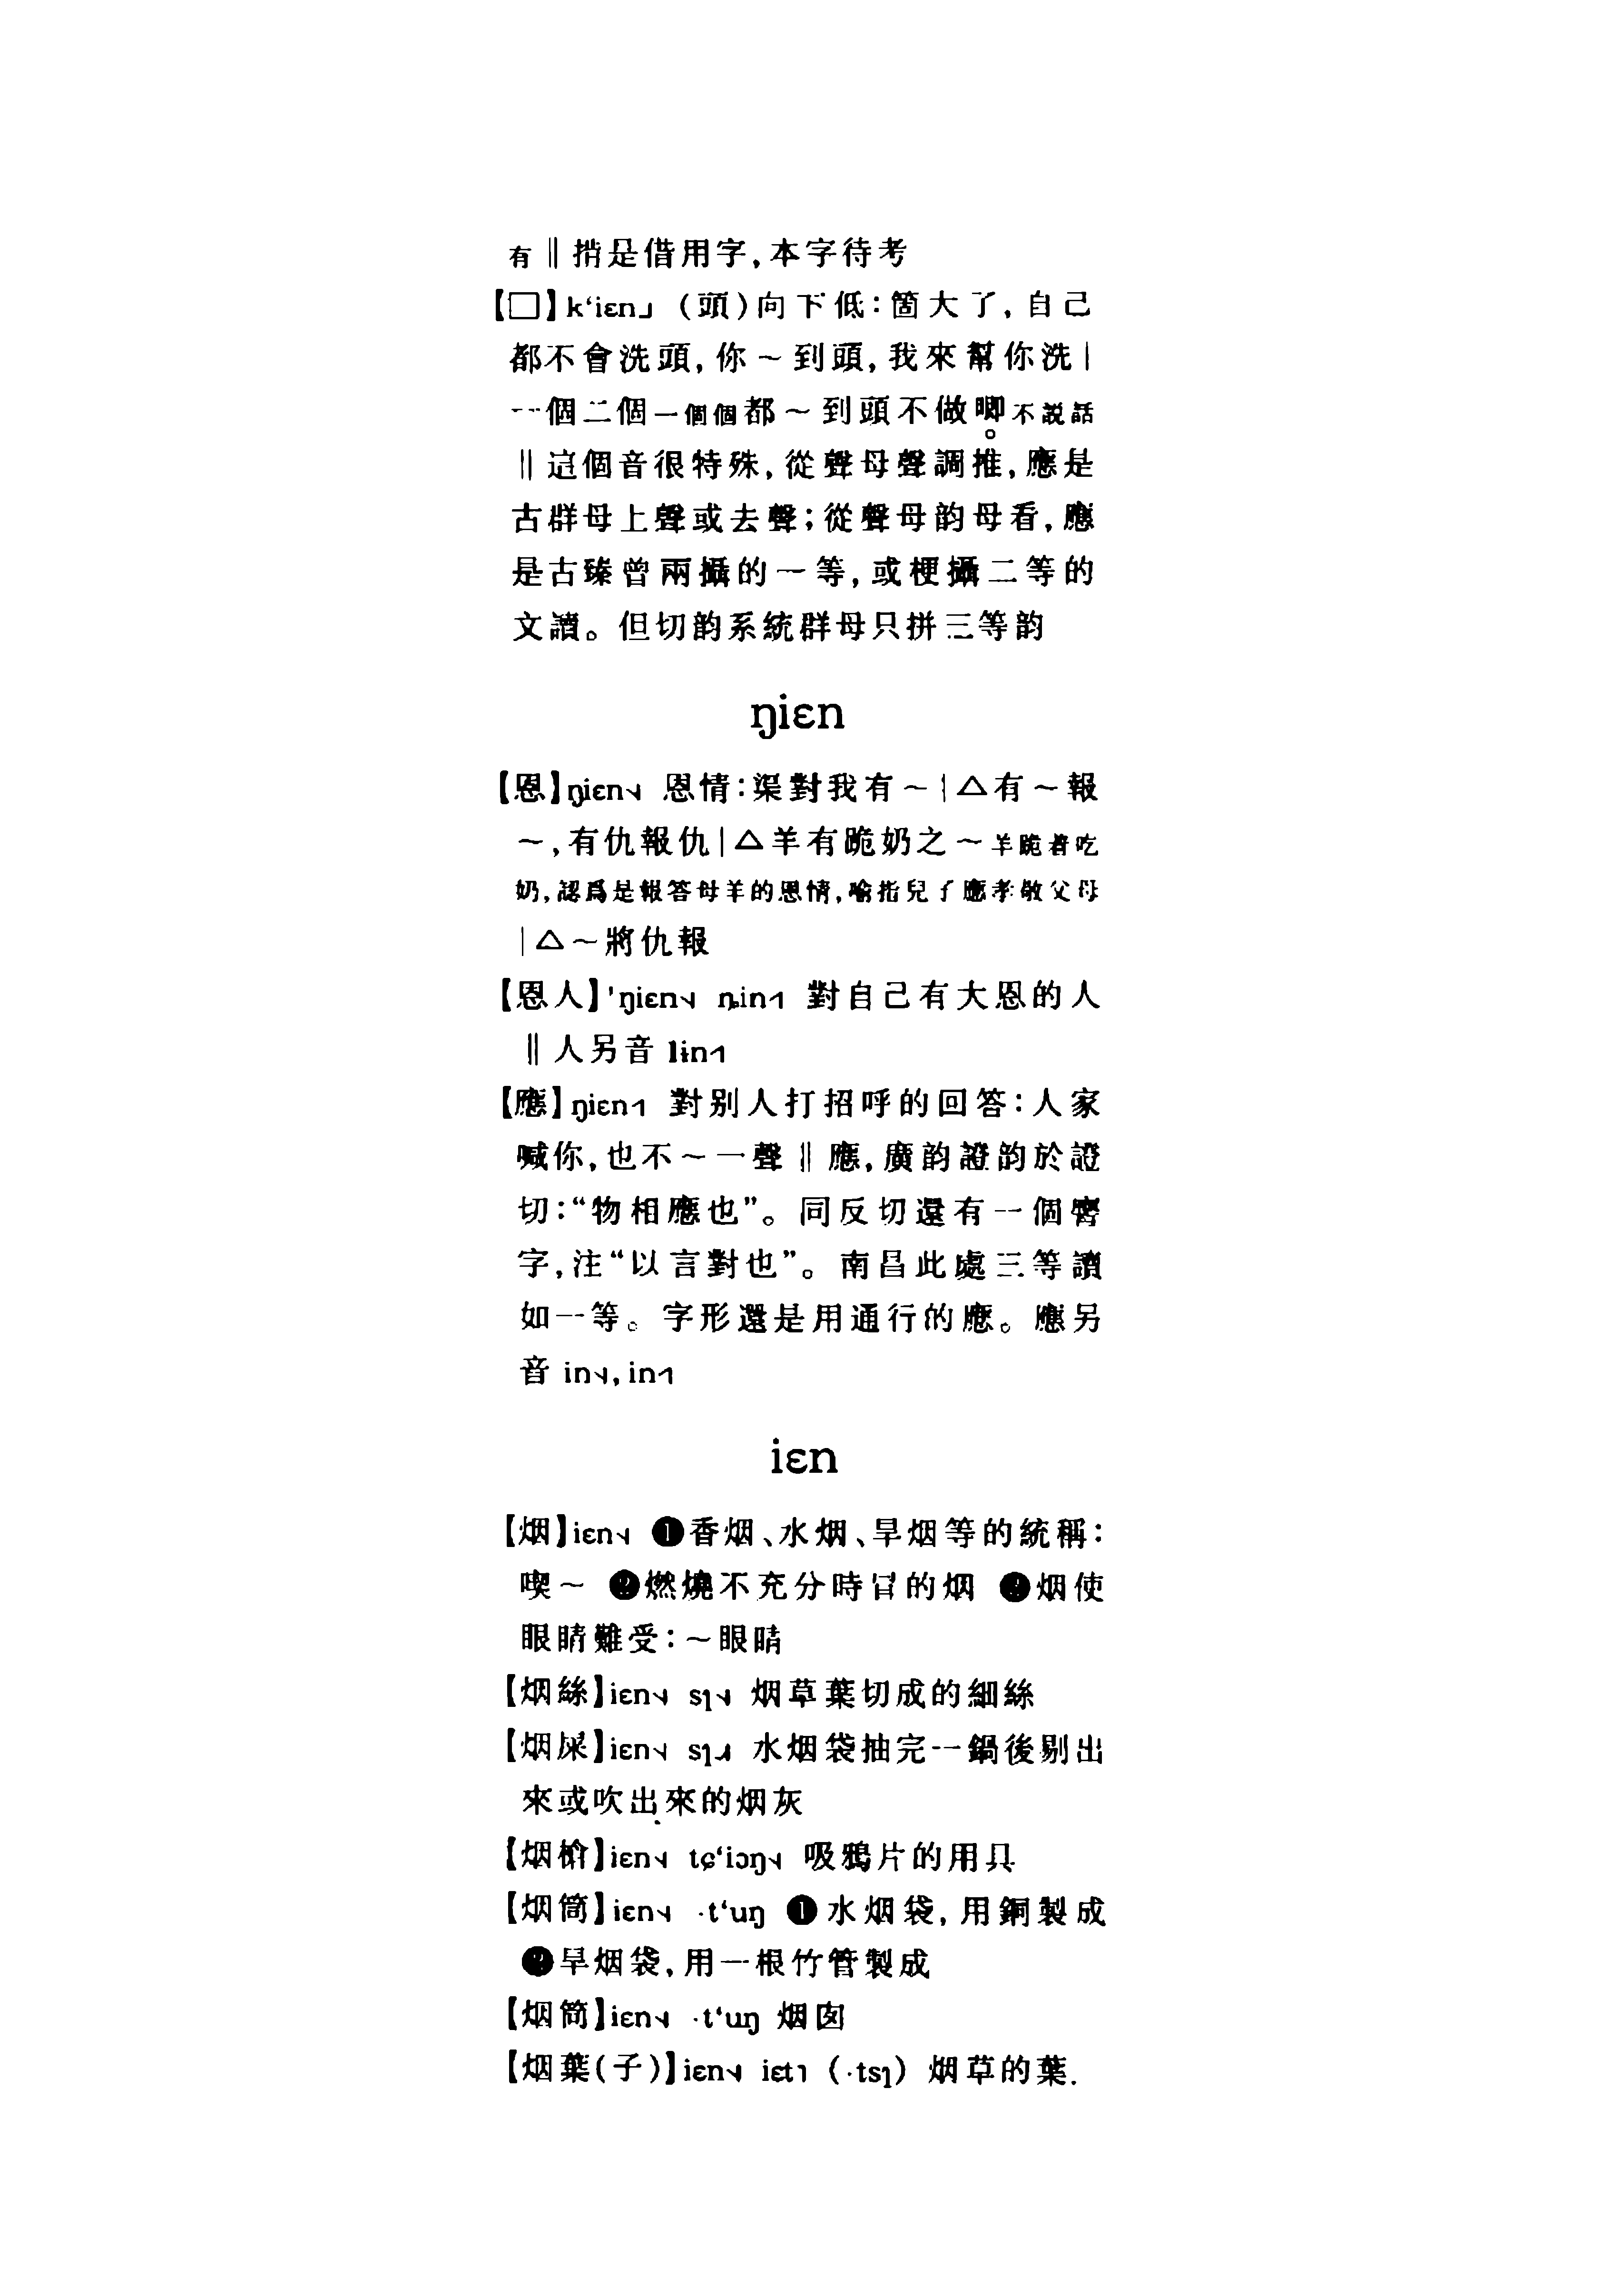 有‖揹是借用字，本字待考
【□】k‘iɛn˩ （頭）向下低：箇大了，自己
都不會洗頭，你～到頭，我來幫你洗｜
一個二個一個個都～到頭不做唧。不説話
‖這個音很特殊，從聲母聲調推，應是
古群母上聲或去聲；從聲母韵母看，應
是古臻曾兩攝的一等，或梗攝二等的
文讀。但切韵系統群母只拼三等韵
ŋiɛn
【恩】ŋiɛn˧˨ 恩情：渠對我有～｜△有～報
～，有仇報仇｜△羊有跪奶之～羊跪着吃
奶，認爲是報答母羊的恩情，喻指兒子應孝敬父母
｜△～將仇報
【恩人】'ŋiɛn˧˨ ȵin˧˥ 對自己有大恩的人
‖人另音 lin˧˥
【應】ŋiɛn˧˥ 對别人打招呼的回答：人家
喊你，也不～一聲‖應，廣韵證韵於證
切：“物相應也”。同反切還有一個譍
字，注“以言對也”。南昌此處三等讀
如一等。字形還是用通行的應。應另
音 in˧˨，in˧˥
iɛn
【烟】iɛn˧˨ ❶香烟、水烟、旱烟等的統稱：
喫～ ❷燃燒不充分時冒的烟 ❸烟使
眼睛難受：～眼睛
【烟絲】iɛn˧˨ sɿ˧˨ 烟草葉切成的細絲
【烟屎】iɛn˧˨ sɿ˨˩˧ 水烟袋抽完一鍋後剔出
來或吹出來的烟灰
【烟槍】iɛn˧˨ tɕ‘iɔŋ˧˨ 吸鴉片的用具
【烟筒】iɛn˧˨ ·t‘uŋ ❶水烟袋，用銅製成
❷旱烟袋，用一根竹管製成
【烟筒】iɛn˧˨ ·t‘uŋ 烟囱
【烟葉（子）】iɛn˧˨ iɛt˥ （·tsɿ） 烟草的葉．